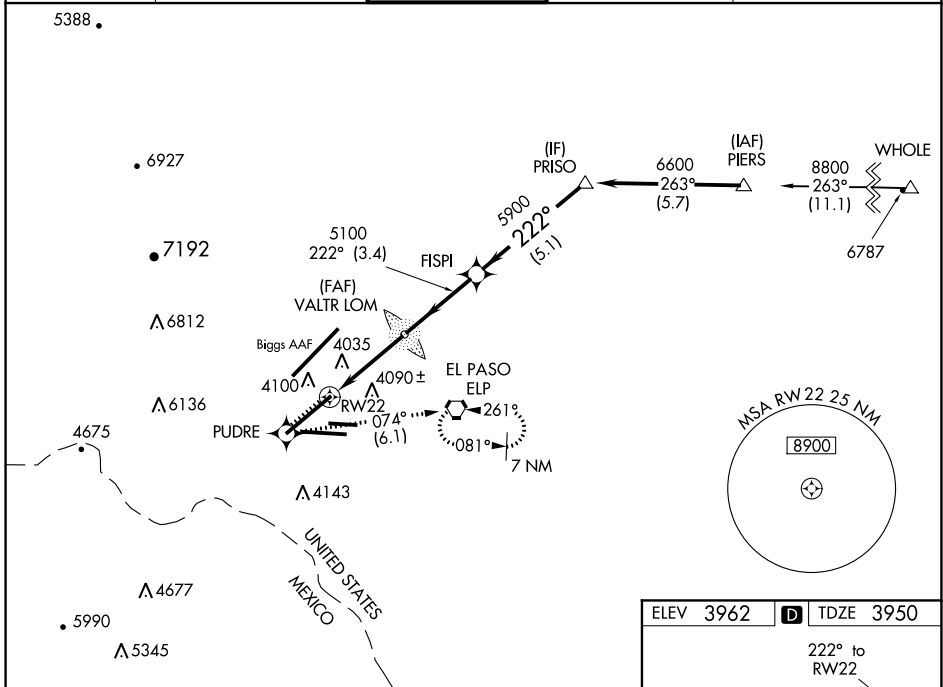 5388
6927
7192
6812
6136
4675
4677
5990
5345
(IF)
PRISO
6600
263°
(5.7)
(IAF)
PIERS
8800
263°
(11.1)
WHOLE
6787
5900
222°
(5.1)
5100
222° (3.4)
FISPI
(FAF)
VALTR LOM
Biggs AAF
4035
4100
4090 ±
RW22
EL PASO
ELP
261°
074°
(6.1)
081°
7 NM
PUDRE
4143
UNITED STATES
MEXICO
MSA RW 22 25 NM
8900
ELEV 3962 D TDZE 3950
222° to
RW22